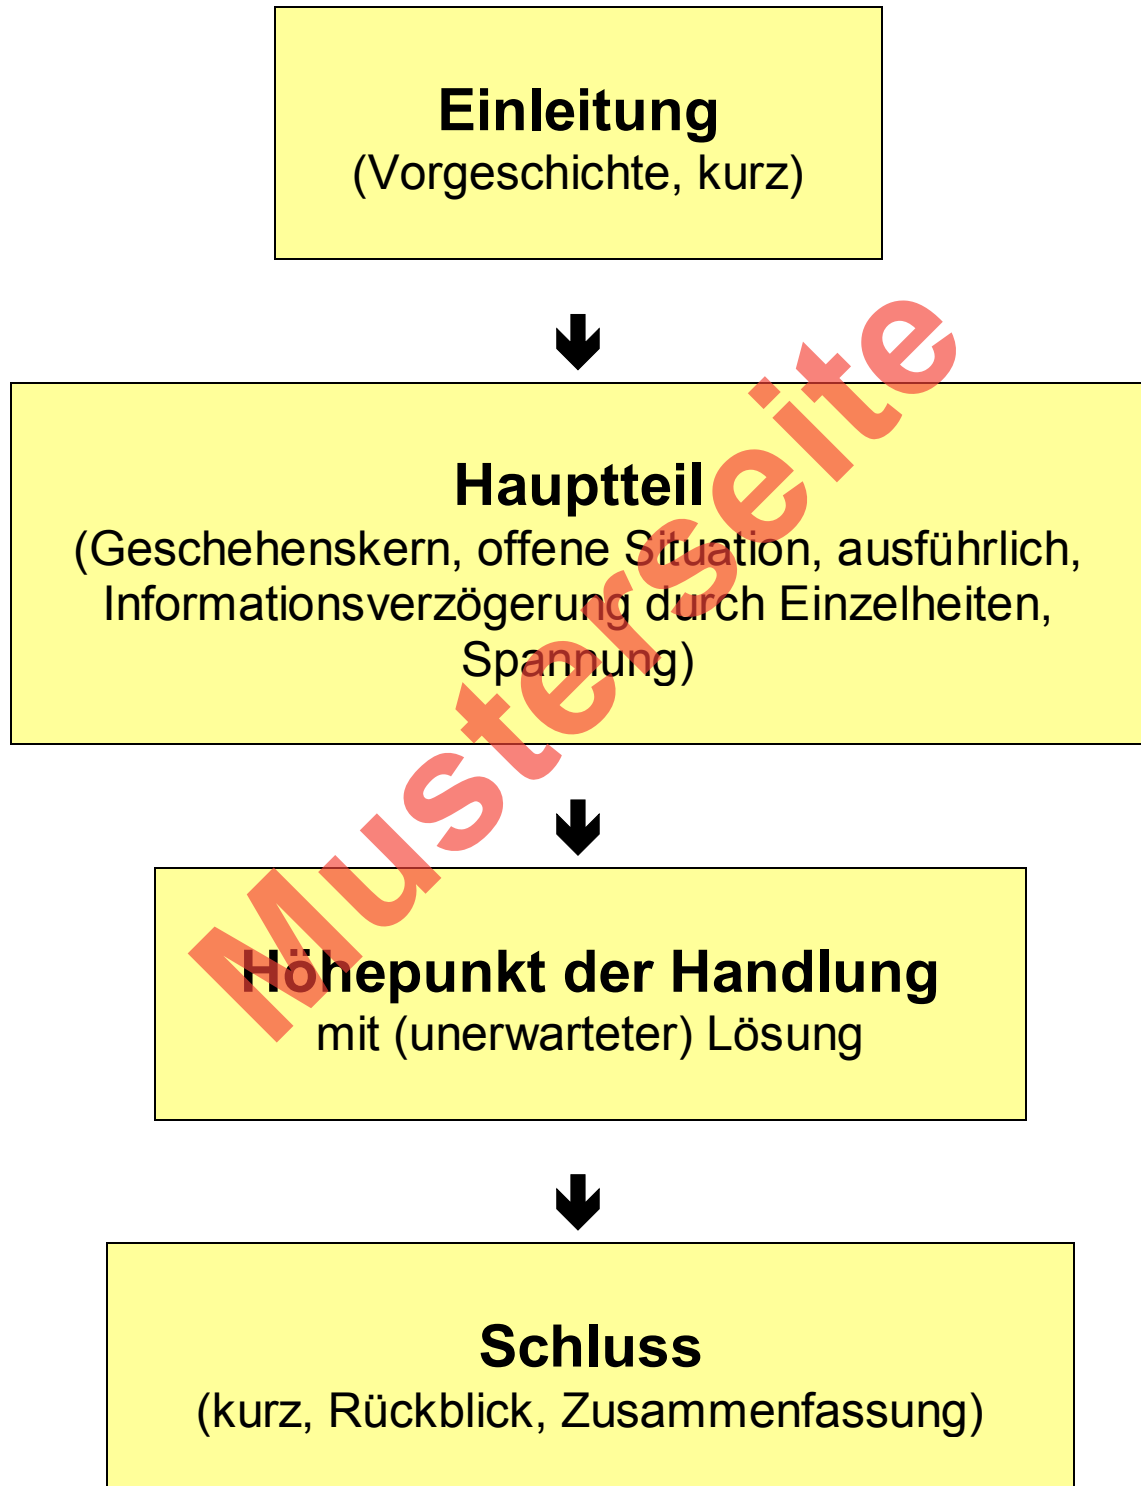 Einleitung
(Vorgeschichte, kurz)
Hauptteil
(Geschehenskern, offene Situation, ausführlich,
Informationsverzögerung durch Einzelheiten,
Spannung)
Höhepunkt der Handlung
mit (unerwarteter) Lösung
Schluss
(kurz, Rückblick, Zusammenfassung)
Musterseite